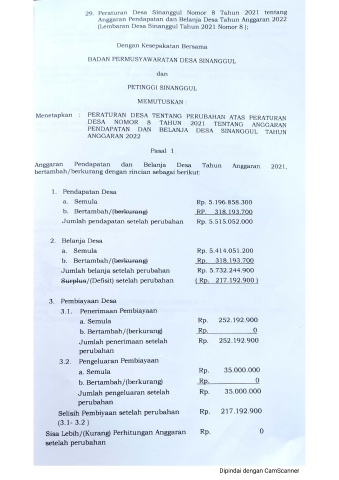 29. Peraturan Desa Sinanggul Nomor 8 Tahun 2021 tentang
Anggaran Pendapatan dan Belanja Desa Tahun Anggaran 2022
(Lembaran Desa Sinanggul Tahun 2021 Nomor 8 );
Dengan Kesepakatan Bersama
BADAN PERMUSYAWARATAN DESA SINANGGUL
dan
PETINGGI SINANGGUL
MEMUTUSKAN :
Menetapkan : PERATURAN DESA TENTANG PERUBAHAN ATAS PERATURAN
DESA NOMOR 8 TAHUN 2021 TENTANG ANGGARAN
PENDAPATAN DAN BELANJA DESA SINANGGUL TAHUN
ANGGARAN 2022
Pasal 1
Anggaran Pendapatan dan Belanja Desa Tahun Anggaran 2021,
bertambah/berkurang dengan rincian sebagai berikut:
1. Pendapatan Desa
a. Semula Rp. 5.196.858.300
b. Bertambah/(berkurang) RP. 318.193.700
Jumlah pendapatan setelah perubahan Rp. 5.515.052.000
2. Belanja Desa
a. Semula Rp. 5.414.051.200
b. Bertambah/(berkurang) Rp. 318.193.700
Jumlah belanja setelah perubahan Rp. 5.732.244.900
Surplus/(Defisit) setelah perubahan ( Rp. 217.192.900 )
3. Pembiayaan Desa
3.1. Penerimaan Pembiayaan
a. Semula Rp. 252.192.900
b. Bertambah/(berkurang) Rp. 0
Jumlah penerimaan setelah Rp. 252.192.900
perubahan
3.2. Pengeluaran Pembiayaan
a. Semula Rp. 35.000.000
b. Bertambah/(berkurang) Rp. 0
Jumlah pengeluaran setelah Rp. 35.000.000
perubahan
Selisih Pembiyaan setelah perubahan Rp. 217.192.900
(3.1- 3.2 )
Sisa Lebih/(Kurang) Perhitungan Anggaran Rp. 0
setelah perubahan
Dipindai dengan CamScanner